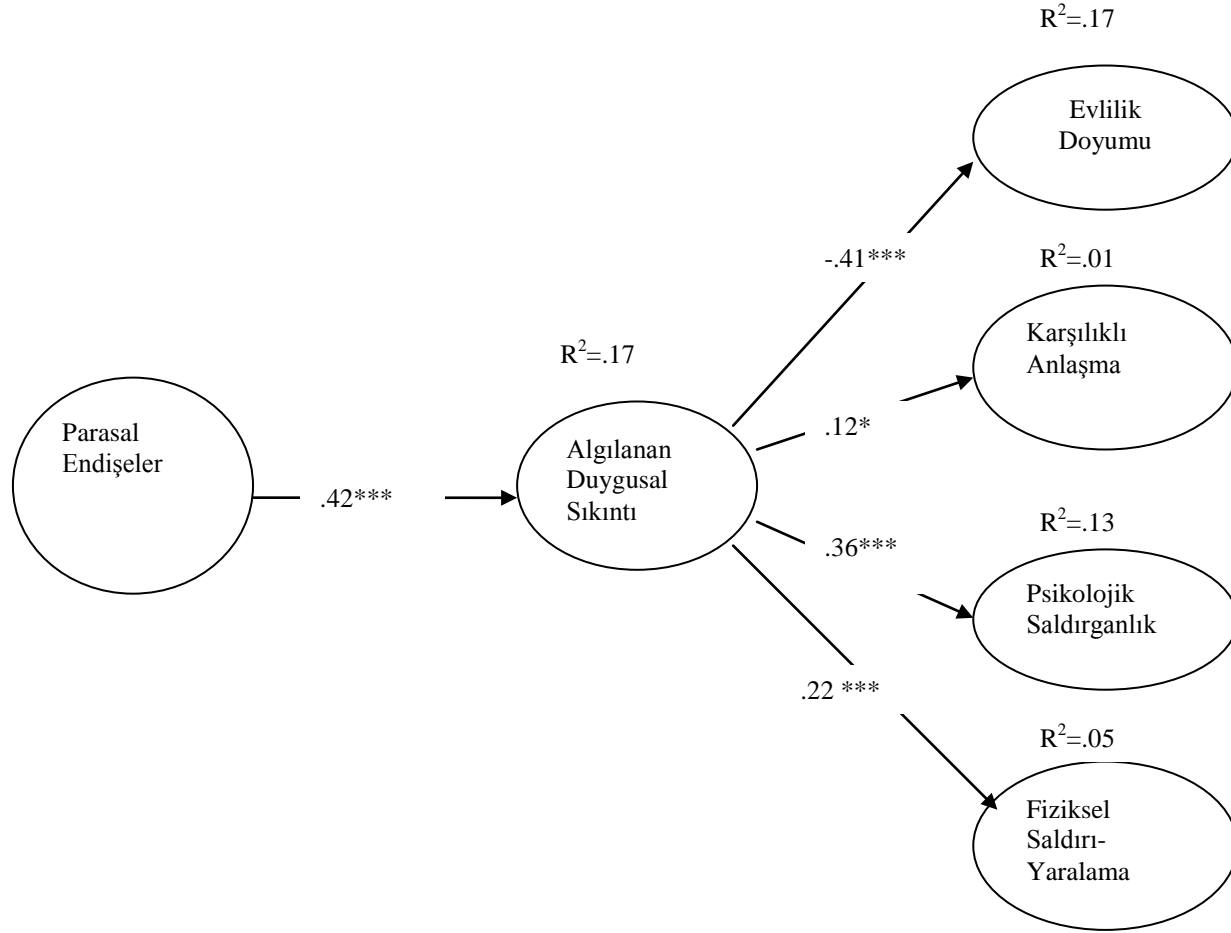 R²=.17
Evlilik
Doyumu
-.41***
R²=.01
Karşılıklı
Anlaşma
R²=.17
Parasal
Endişeler
.42***
Algılanan
Duygusal
Sıkıntı
.12*
R²=.13
.36***
Psikolojik
Saldırganlık
.22 ***
R²=.05
Fiziksel
Saldırı-
Yaralama